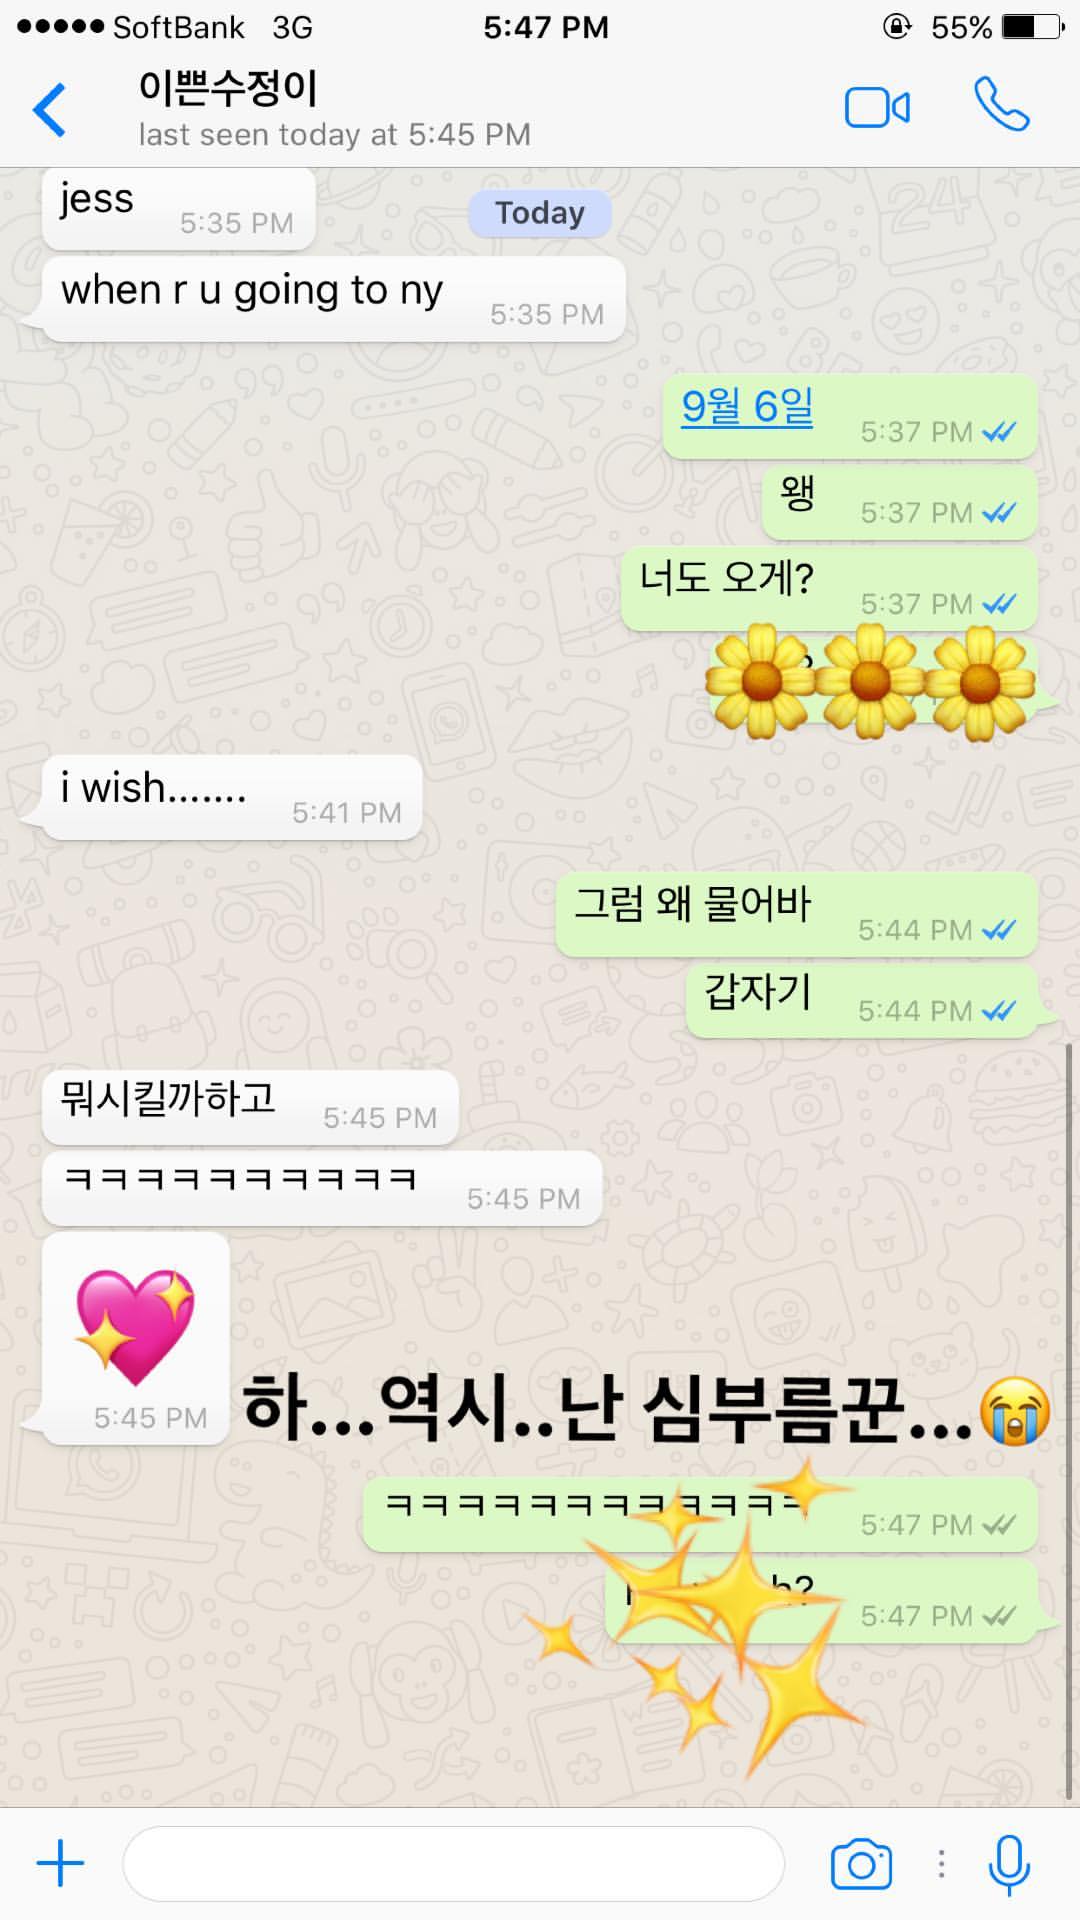 SoftBank 3G 5:47 PM 55%
이쁜수정이
last seen today at 5:45 PM
jess 5:35 PM
Today
when r u going to ny 5:35 PM
9월 6일 5:37 PM
왱 5:37 PM
너도 오게? 5:37 PM
i wish....... 5:41 PM
그럼 왜 물어바 5:44 PM
갑자기 5:44 PM
뭐시킬까하고 5:45 PM
ㅋㅋㅋㅋㅋㅋㅋㅋㅋㅋ 5:45 PM
5:45 PM
하...역시..난 심부름꾼...
ㅋㅋㅋㅋㅋㅋㅋㅋㅋㅋㅋㅋ 5:47 PM
5:47 PM